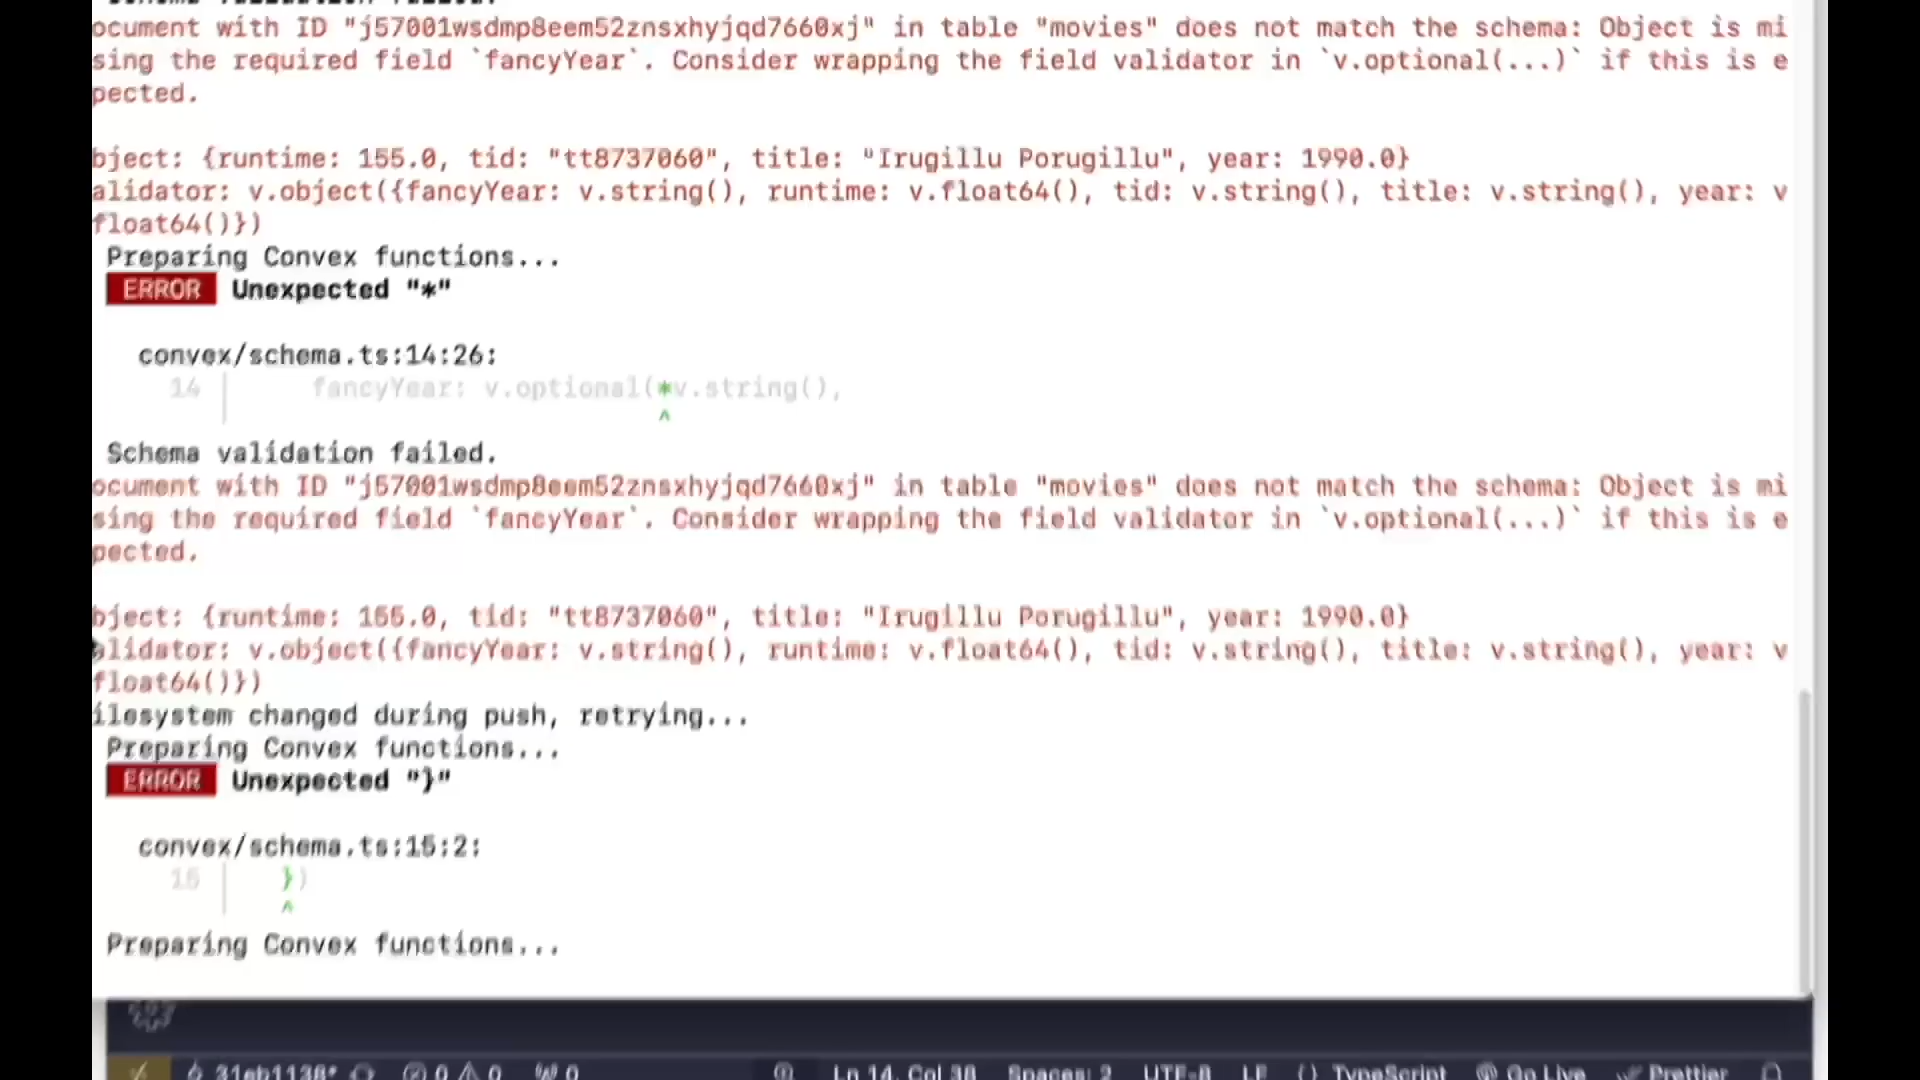 ocument with ID "j57001wsdmp8eem52znsxhyjqd7660xj" in table "movies" does not match the schema: Object is mi
sing the required field `fancyYear`. Consider wrapping the field validator in `v.optional(...)` if this is e
pected.
bject: {runtime: 155.0, tid: "tt8737060", title: "Irugillu Porugillu", year: 1990.0}
alidator: v.object({fancyYear: v.string(), runtime: v.float64(), tid: v.string(), title: v.string(), year: v
float64()})
Preparing Convex functions...
ERROR Unexpected "*"
convex/schema.ts:14:26:
14 │ fancyYear: v.optional(*v.string(),
^
Schema validation failed.
ocument with ID "j57001wsdmp8eem52znsxhyjqd7660xj" in table "movies" does not match the schema: Object is mi
sing the required field `fancyYear`. Consider wrapping the field validator in `v.optional(...)` if this is e
pected.
bject: {runtime: 155.0, tid: "tt8737060", title: "Irugillu Porugillu", year: 1990.0}
alidator: v.object({fancyYear: v.string(), runtime: v.float64(), tid: v.string(), title: v.string(), year: v
float64()})
ilesystem changed during push, retrying...
Preparing Convex functions...
ERROR Unexpected "}"
convex/schema.ts:15:2:
15 │ })
^
Preparing Convex functions...
31eb1138* 0 0 0 Ln 14, Col 38 Spaces: 2 UTF-8 LF {} TypeScript Go Live Prettier